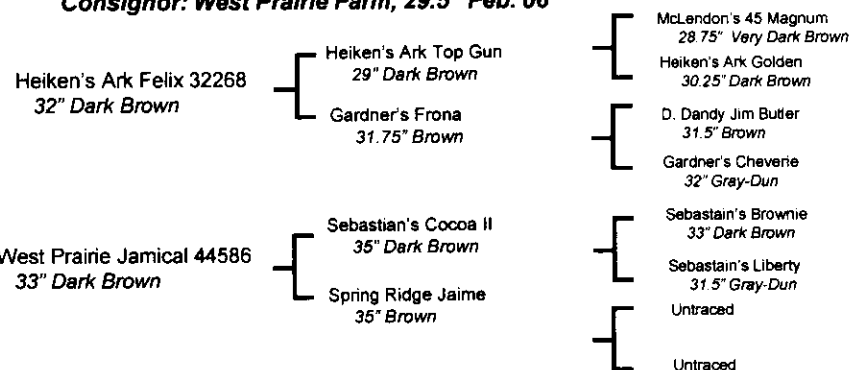 Consignor: West Prairie Farm, 29.5" Feb. 06
McLendon's 45 Magnum
28.75" Very Dark Brown
Heiken's Ark Top Gun
29" Dark Brown
Heiken's Ark Golden
30.25" Dark Brown
Heiken's Ark Felix 32268
32" Dark Brown
Gardner's Frona
31.75" Brown
D. Dandy Jim Butler
31.5" Brown
Gardner's Cheverie
32" Gray-Dun
Sebastian's Cocoa II
35" Dark Brown
Sebastain's Brownie
33" Dark Brown
West Prairie Jamical 44586
33" Dark Brown
Sebastain's Liberty
31.5" Gray-Dun
Spring Ridge Jaime
35" Brown
Untraced
Untraced